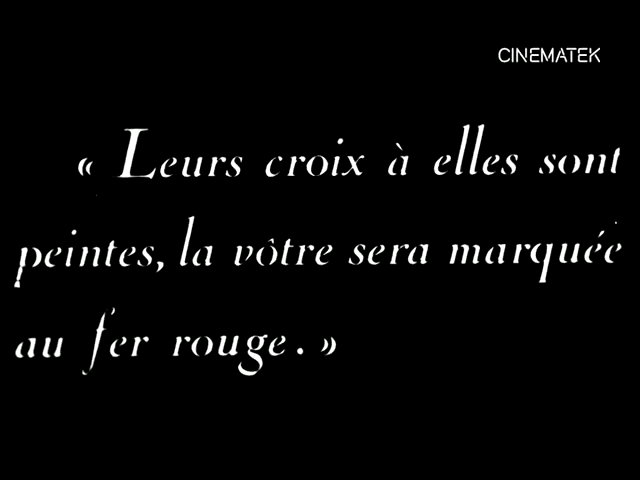 CINEMATEK
« Leurs croix à elles sont
peintes, la vôtre sera marquée
au fer rouge. »